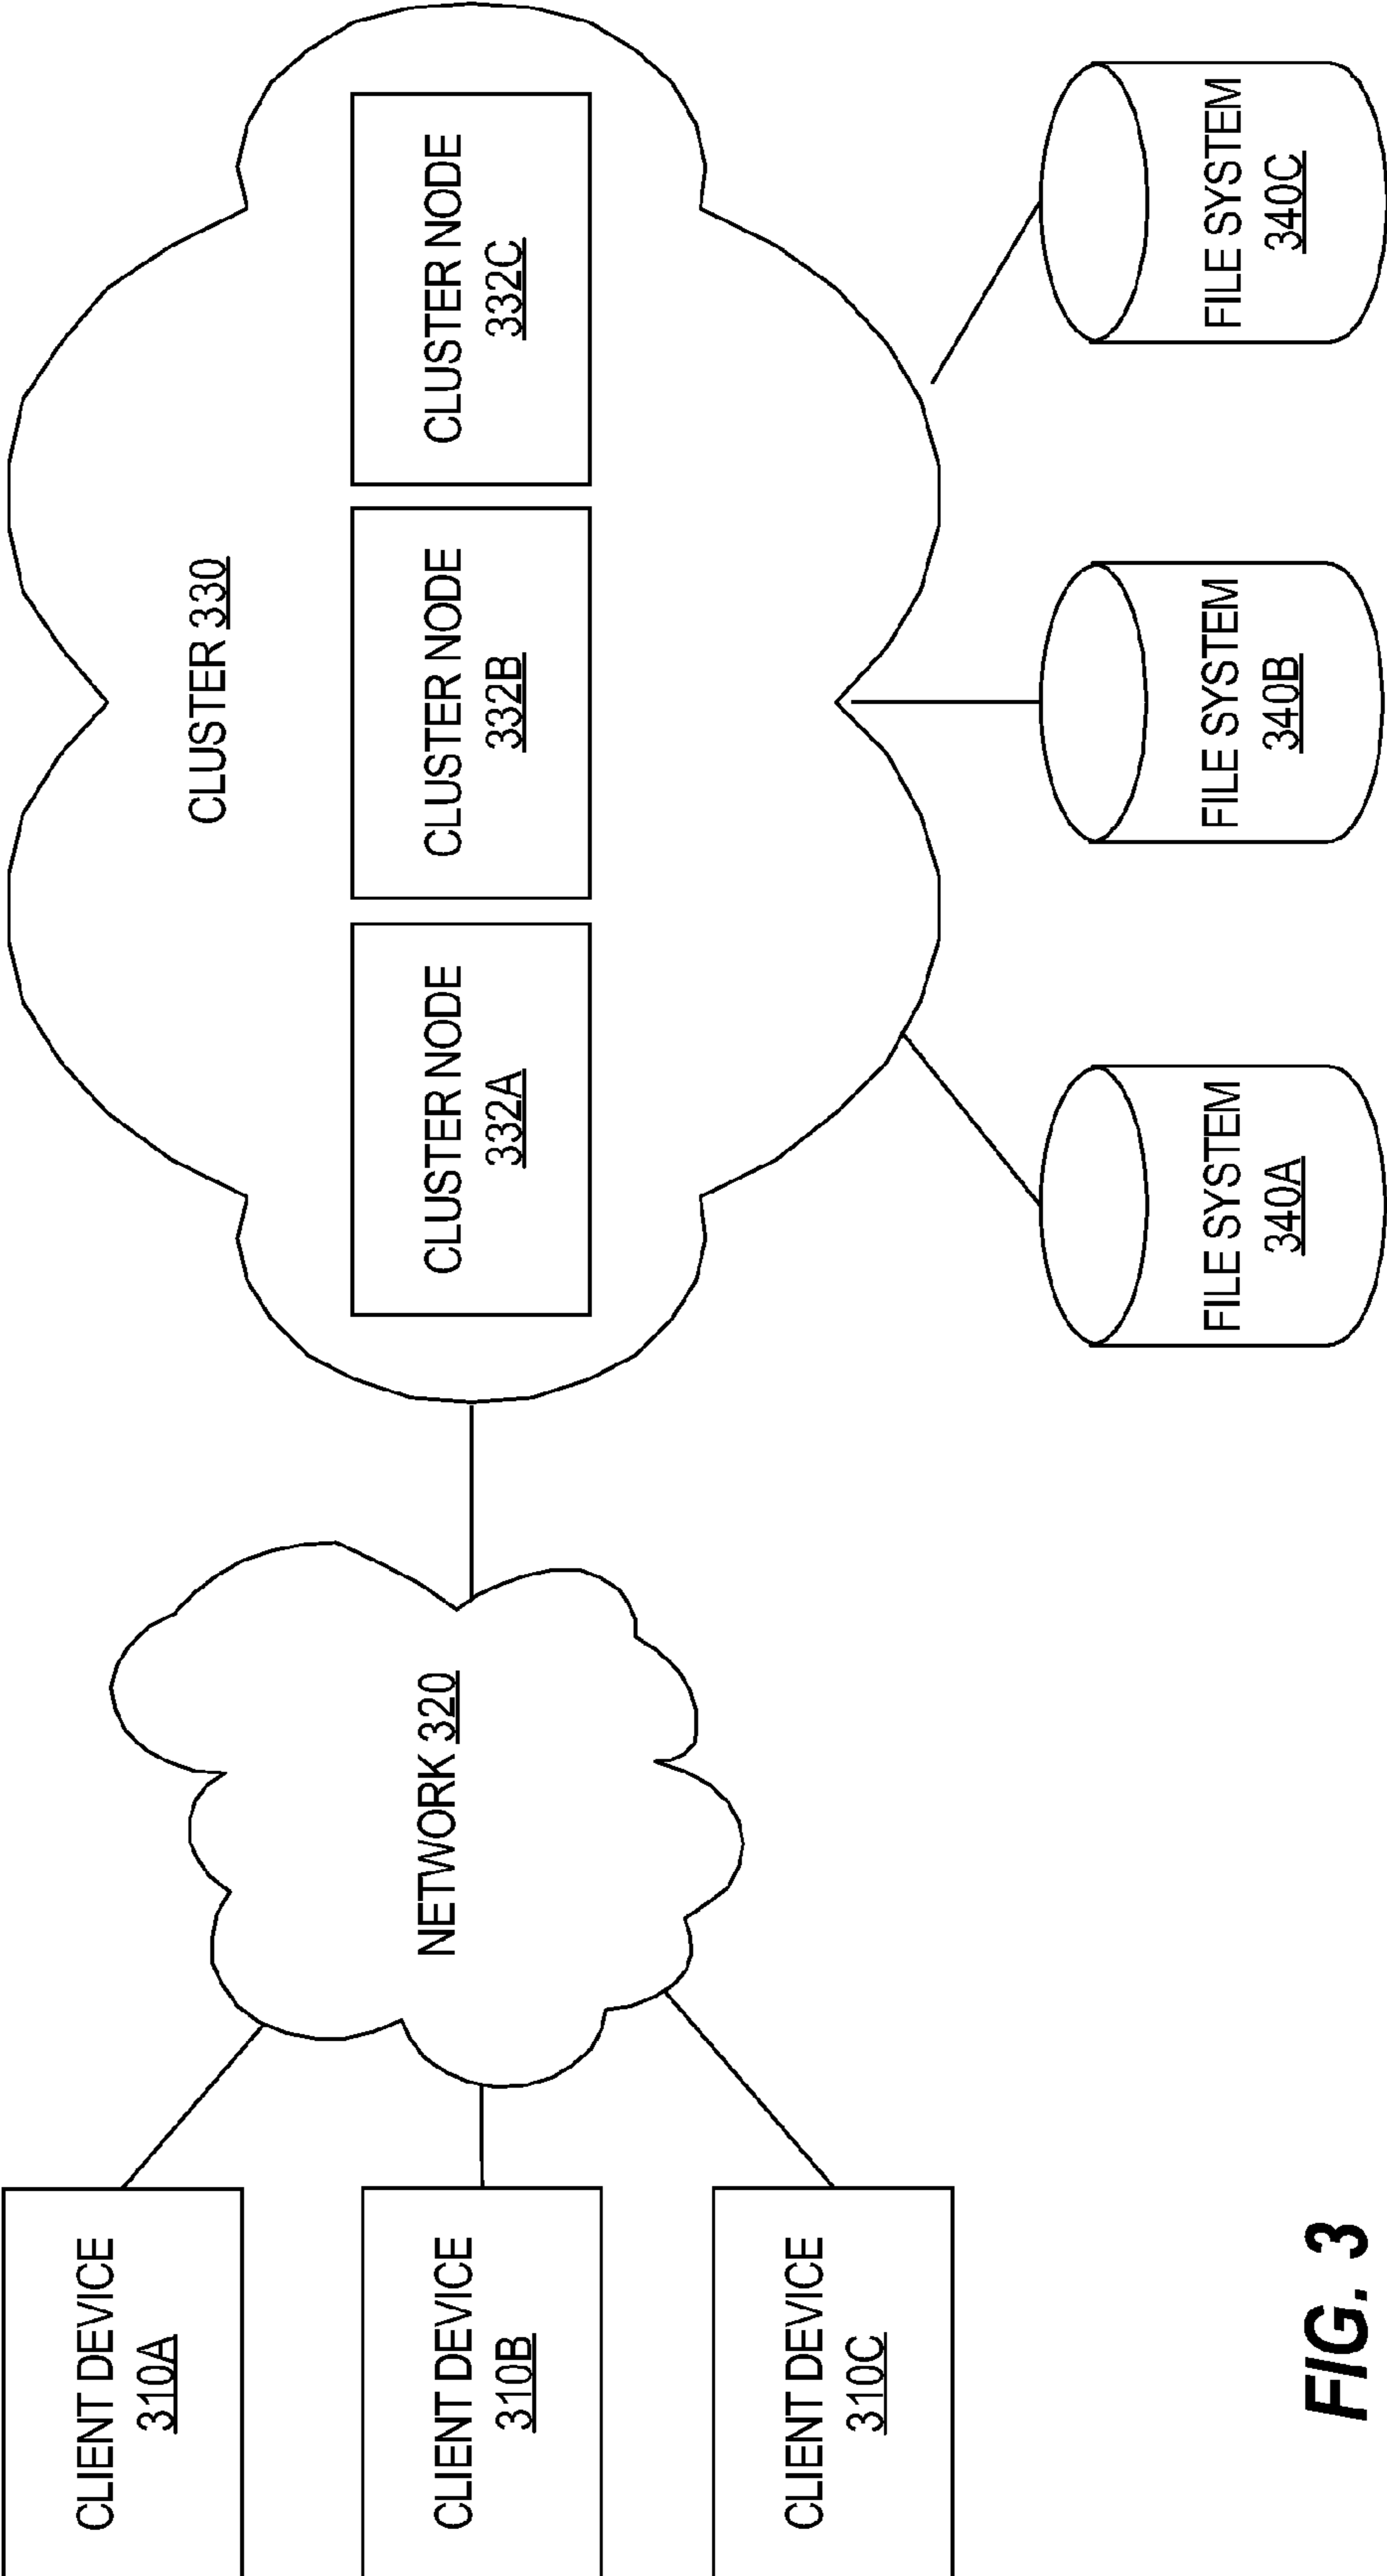 CLIENT DEVICE
310A
CLIENT DEVICE
310B
CLIENT DEVICE
310C
NETWORK 320
CLUSTER 330
CLUSTER NODE
332A
CLUSTER NODE
332B
CLUSTER NODE
332C
FILE SYSTEM
340A
FILE SYSTEM
340B
FILE SYSTEM
340C
FIG. 3